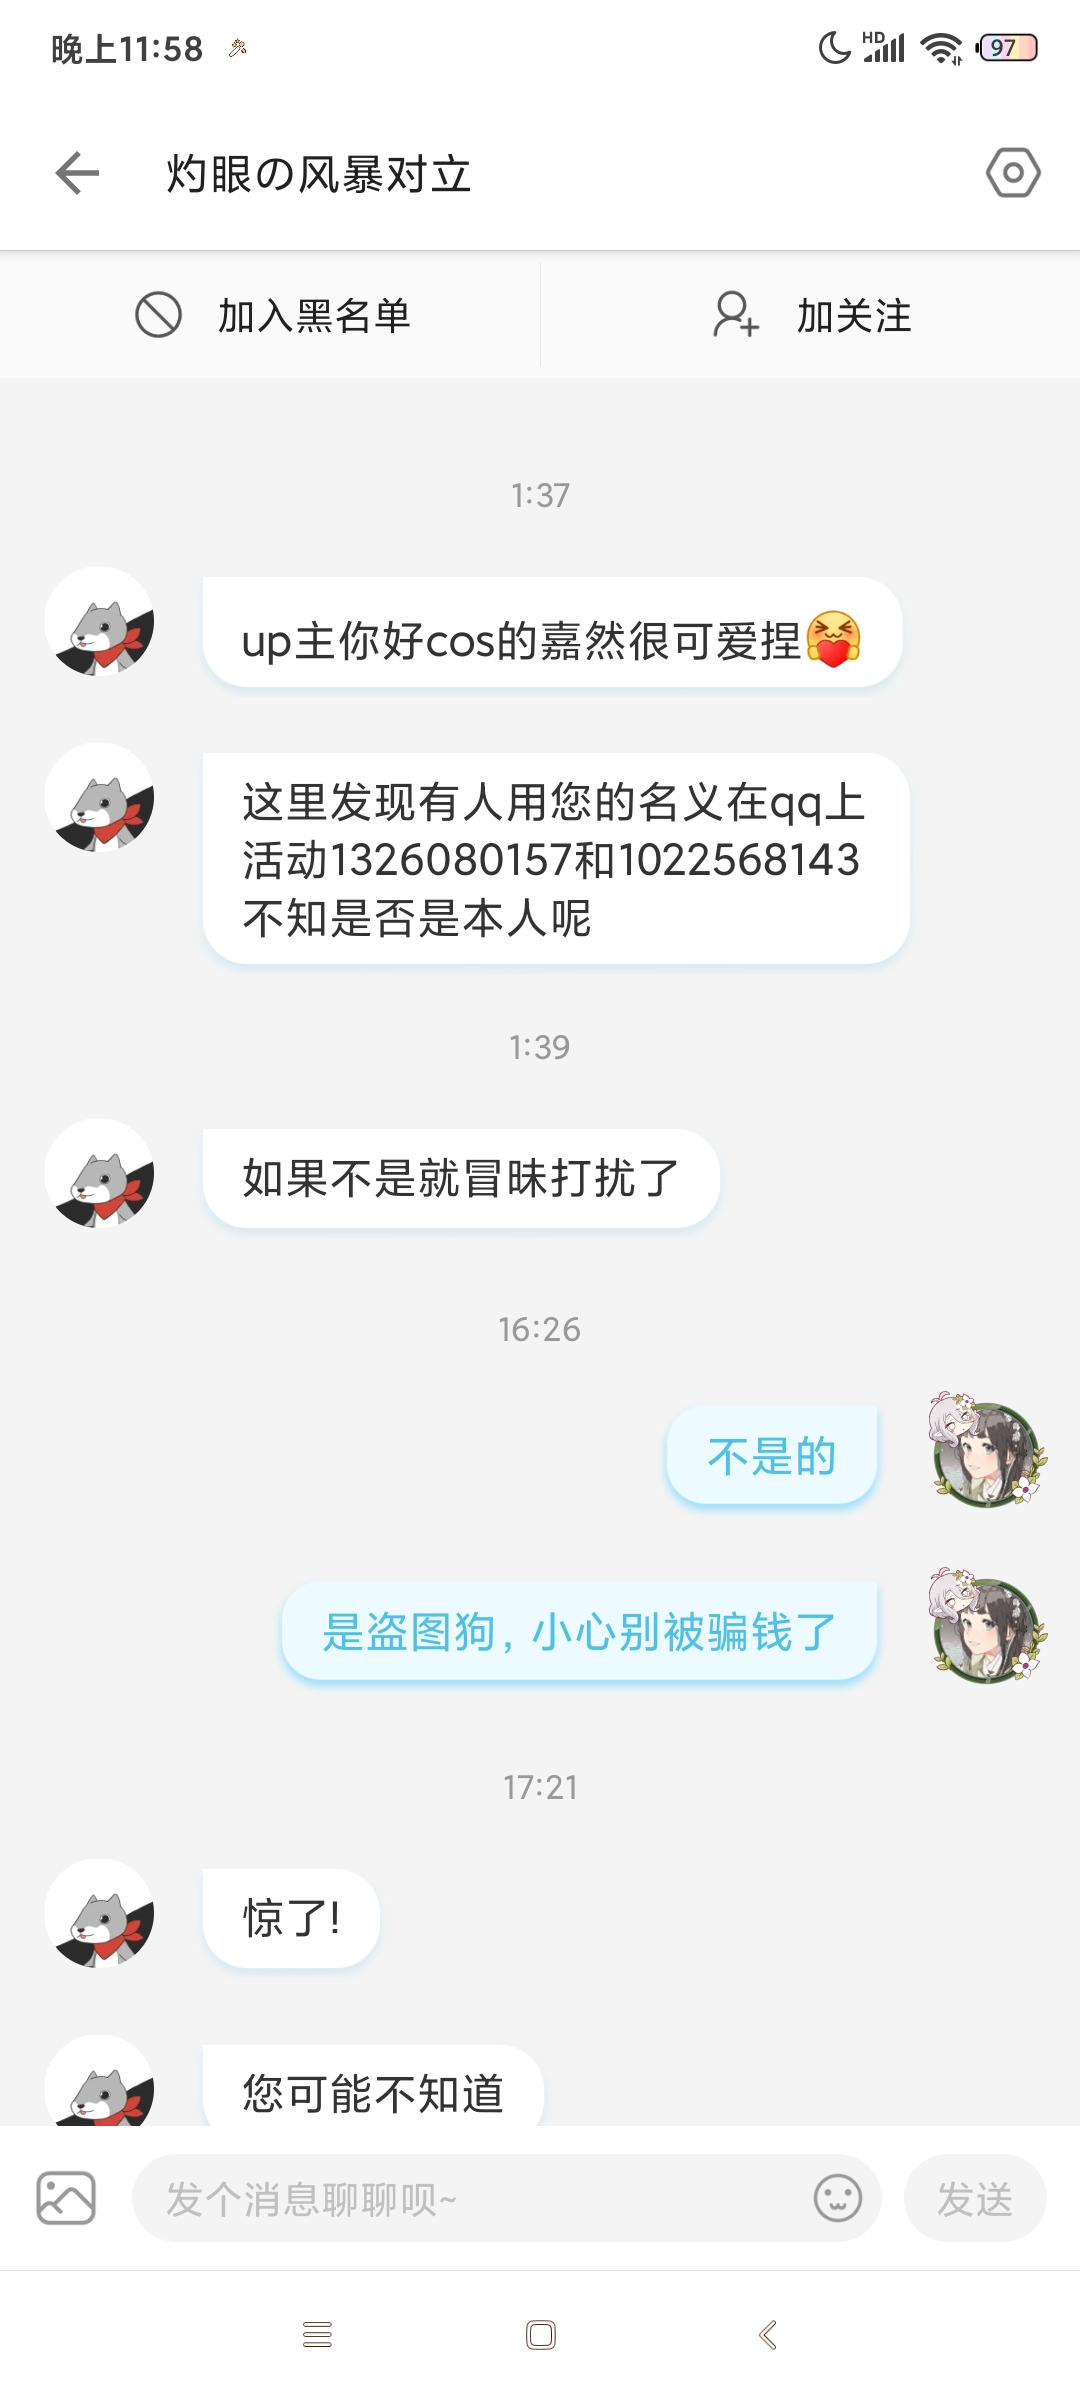 晚上11:58
HD
97
灼眼の风暴对立
加入黑名单
加关注
1:37
up主你好cos的嘉然很可爱捏
这里发现有人用您的名义在qq上
活动1326080157和1022568143
不知是否是本人呢
1:39
如果不是就冒昧打扰了
16:26
不是的
是盗图狗，小心别被骗钱了
17:21
惊了!
您可能不知道
发个消息聊聊呗~
发送